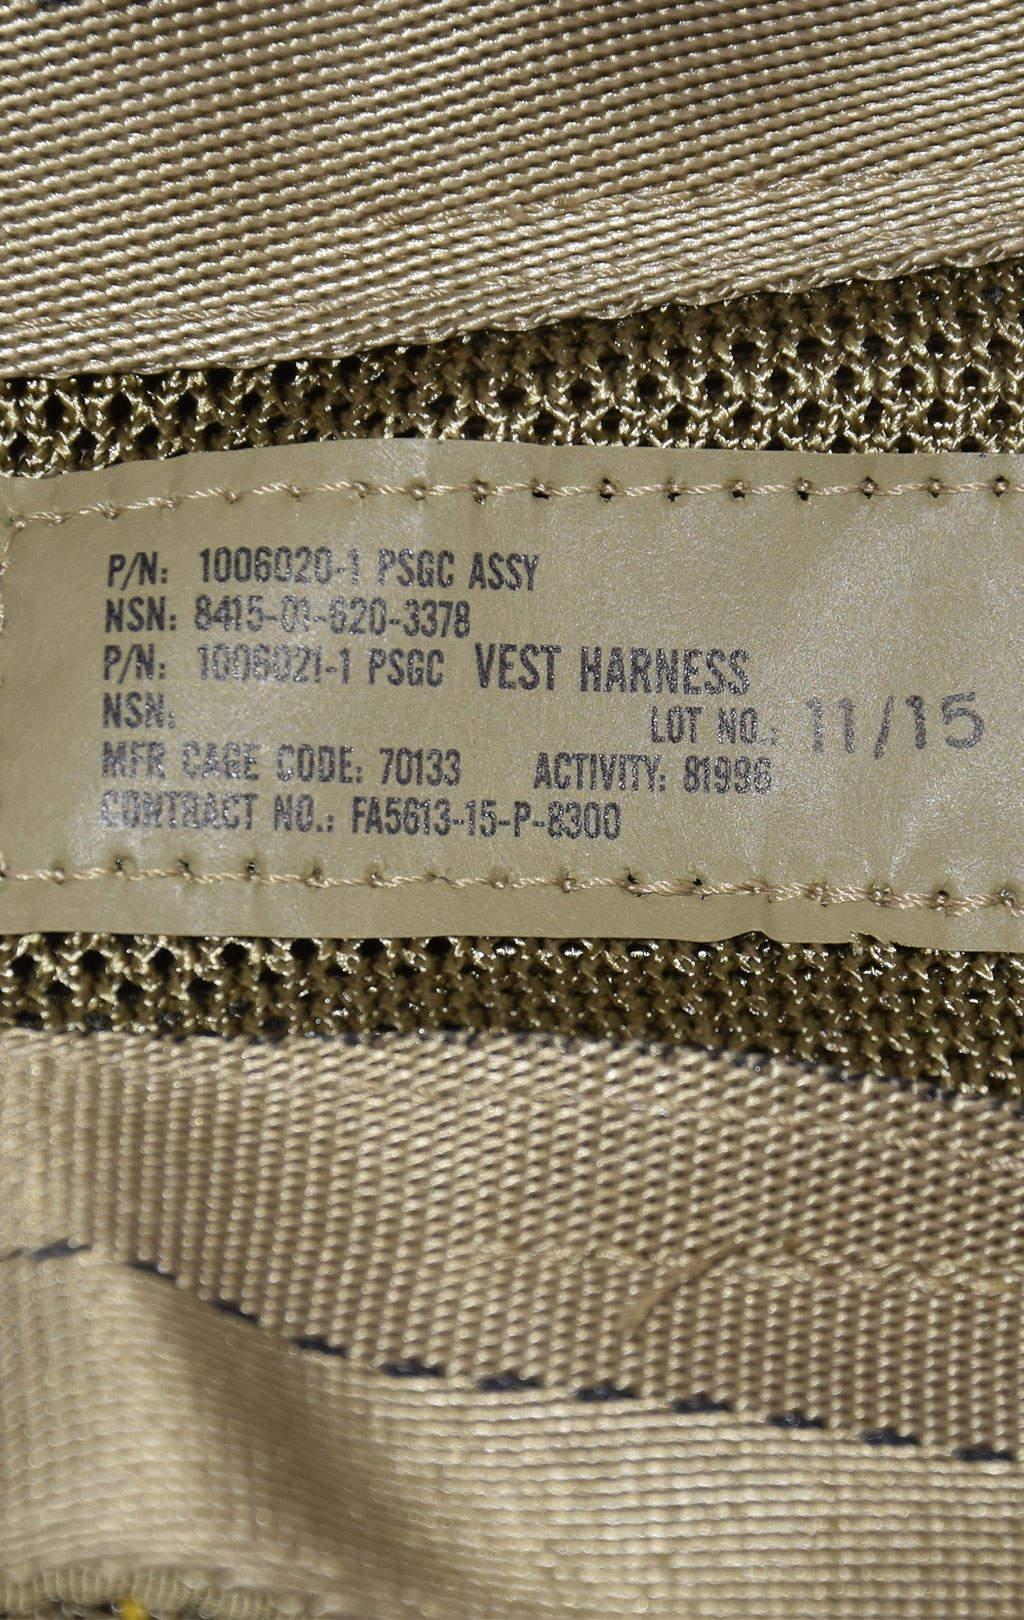 P/N: 1006020-1 PSGC ASSY
NSN: 8415-01-620-3378
P/N: 1006021-1 PSGC VEST HARNESS
NSN:
LOT NO.: 11/15
MFR CAGE CODE: 70133 ACTIVITY: 81996
CONTRACT NO.: FA5613-15-P-8300